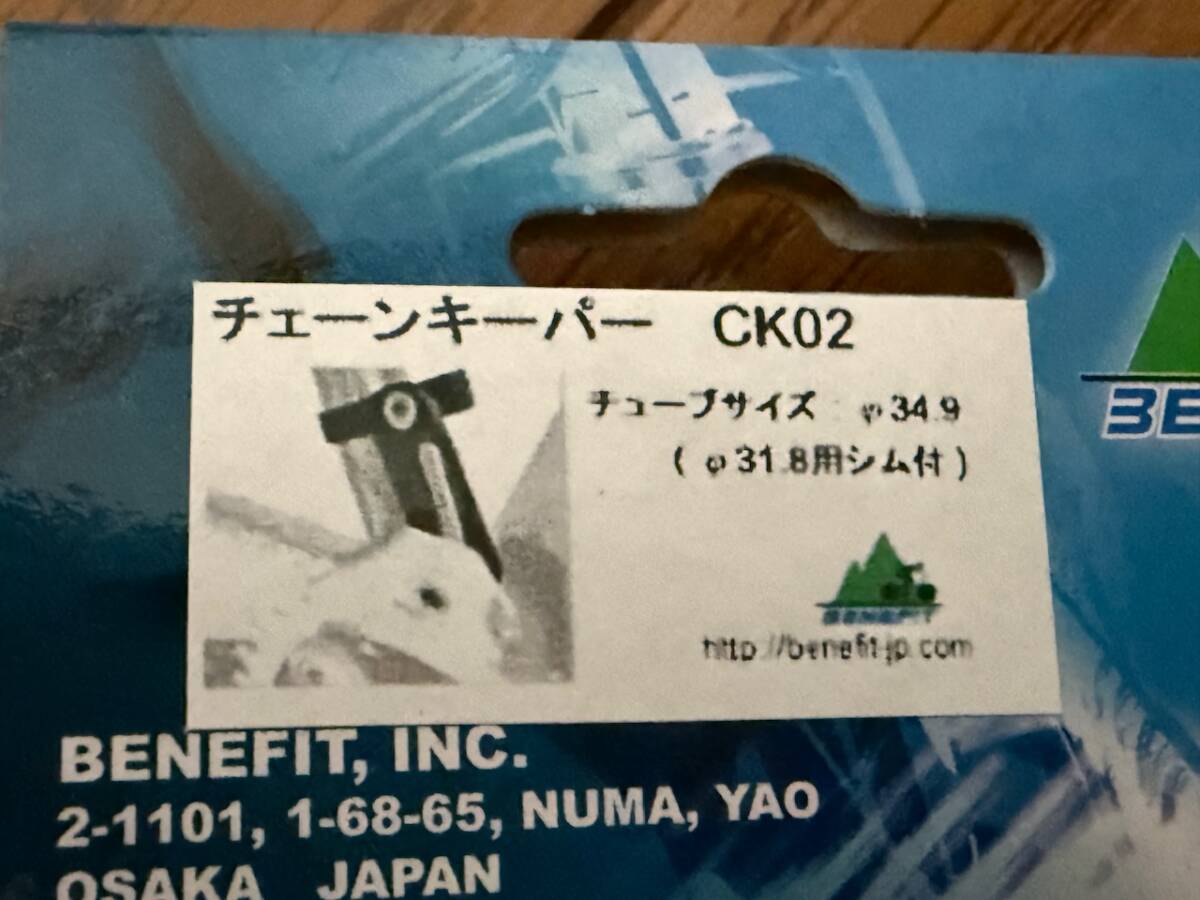 チェーンキーパー CK02
チューブサイズ φ34.9
( φ31.8用シム付 )
BENEFIT
http://benefit-jp.com
BE
BENEFIT, INC.
2-1101, 1-68-65, NUMA, YAO
OSAKA JAPAN